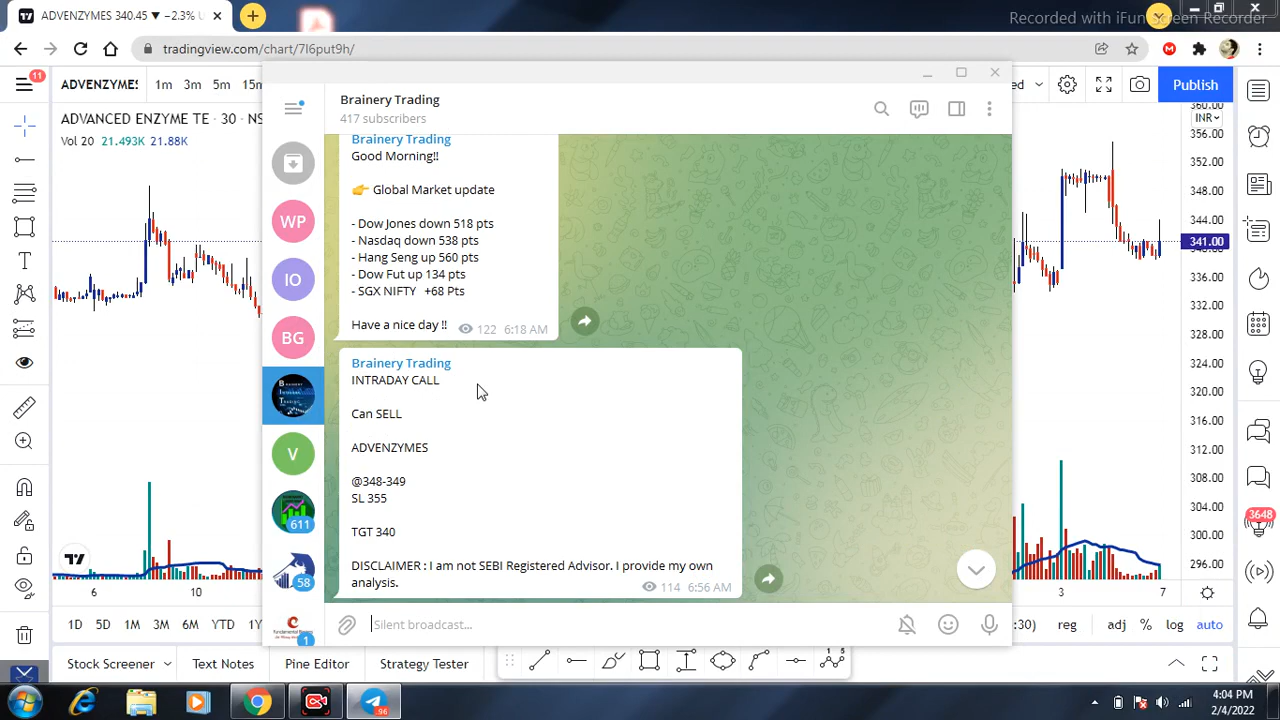 ADVENZYMES 340.45 ▼ −2.3%
Recorded with iFun Screen Recorder
tradingview.com/chart/7I6put9h/
11
ADVENZYMES
1m 3m 5m 15m
Publish
ADVANCED ENZYME TE · 30 · NS
Vol 20 21.493K 21.88K
Brainery Trading
417 subscribers
Brainery Trading
Good Morning!!
👉 Global Market update
- Dow Jones down 518 pts
- Nasdaq down 538 pts
- Hang Seng up 560 pts
- Dow Fut up 134 pts
- SGX NIFTY +68 Pts
Have a nice day !! 122 6:18 AM
Brainery Trading
INTRADAY CALL
Can SELL
ADVENZYMES
@348-349
SL 355
TGT 340
DISCLAIMER : I am not SEBI Registered Advisor. I provide my own
analysis.
114 6:56 AM
Silent broadcast...
WP
IO
BG
V
611
58
1
360.00
INR
356.00
352.00
348.00
344.00
341.00
336.00
332.00
328.00
324.00
320.00
316.00
312.00
308.00
304.00
300.00
296.00
3648
6 10 3 7
1D 5D 1M 3M 6M YTD 1Y
:30) reg adj % log auto
Stock Screener Text Notes Pine Editor Strategy Tester
96
4:04 PM
2/4/2022